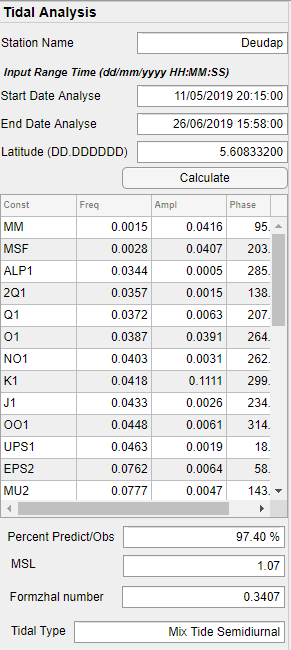 Tidal Analysis
Station Name Deudap
Input Range Time (dd/mm/yyyy HH:MM:SS)
Start Date Analyse 11/05/2019 20:15:00
End Date Analyse 26/06/2019 15:58:00
Latitude (DD.DDDDDD) 5.60833200
Calculate
Const Freq Ampl Phase
MM 0.0015 0.0416 95.
MSF 0.0028 0.0407 203.
ALP1 0.0344 0.0005 285.
2Q1 0.0357 0.0015 138.
Q1 0.0372 0.0063 207.
O1 0.0387 0.0391 264.
NO1 0.0403 0.0031 262.
K1 0.0418 0.1111 299.
J1 0.0433 0.0026 234.
OO1 0.0448 0.0061 314.
UPS1 0.0463 0.0019 18.
EPS2 0.0762 0.0064 58.
MU2 0.0777 0.0047 143.
Percent Predict/Obs 97.40 %
MSL 1.07
Formzhal number 0.3407
Tidal Type Mix Tide Semidiurnal